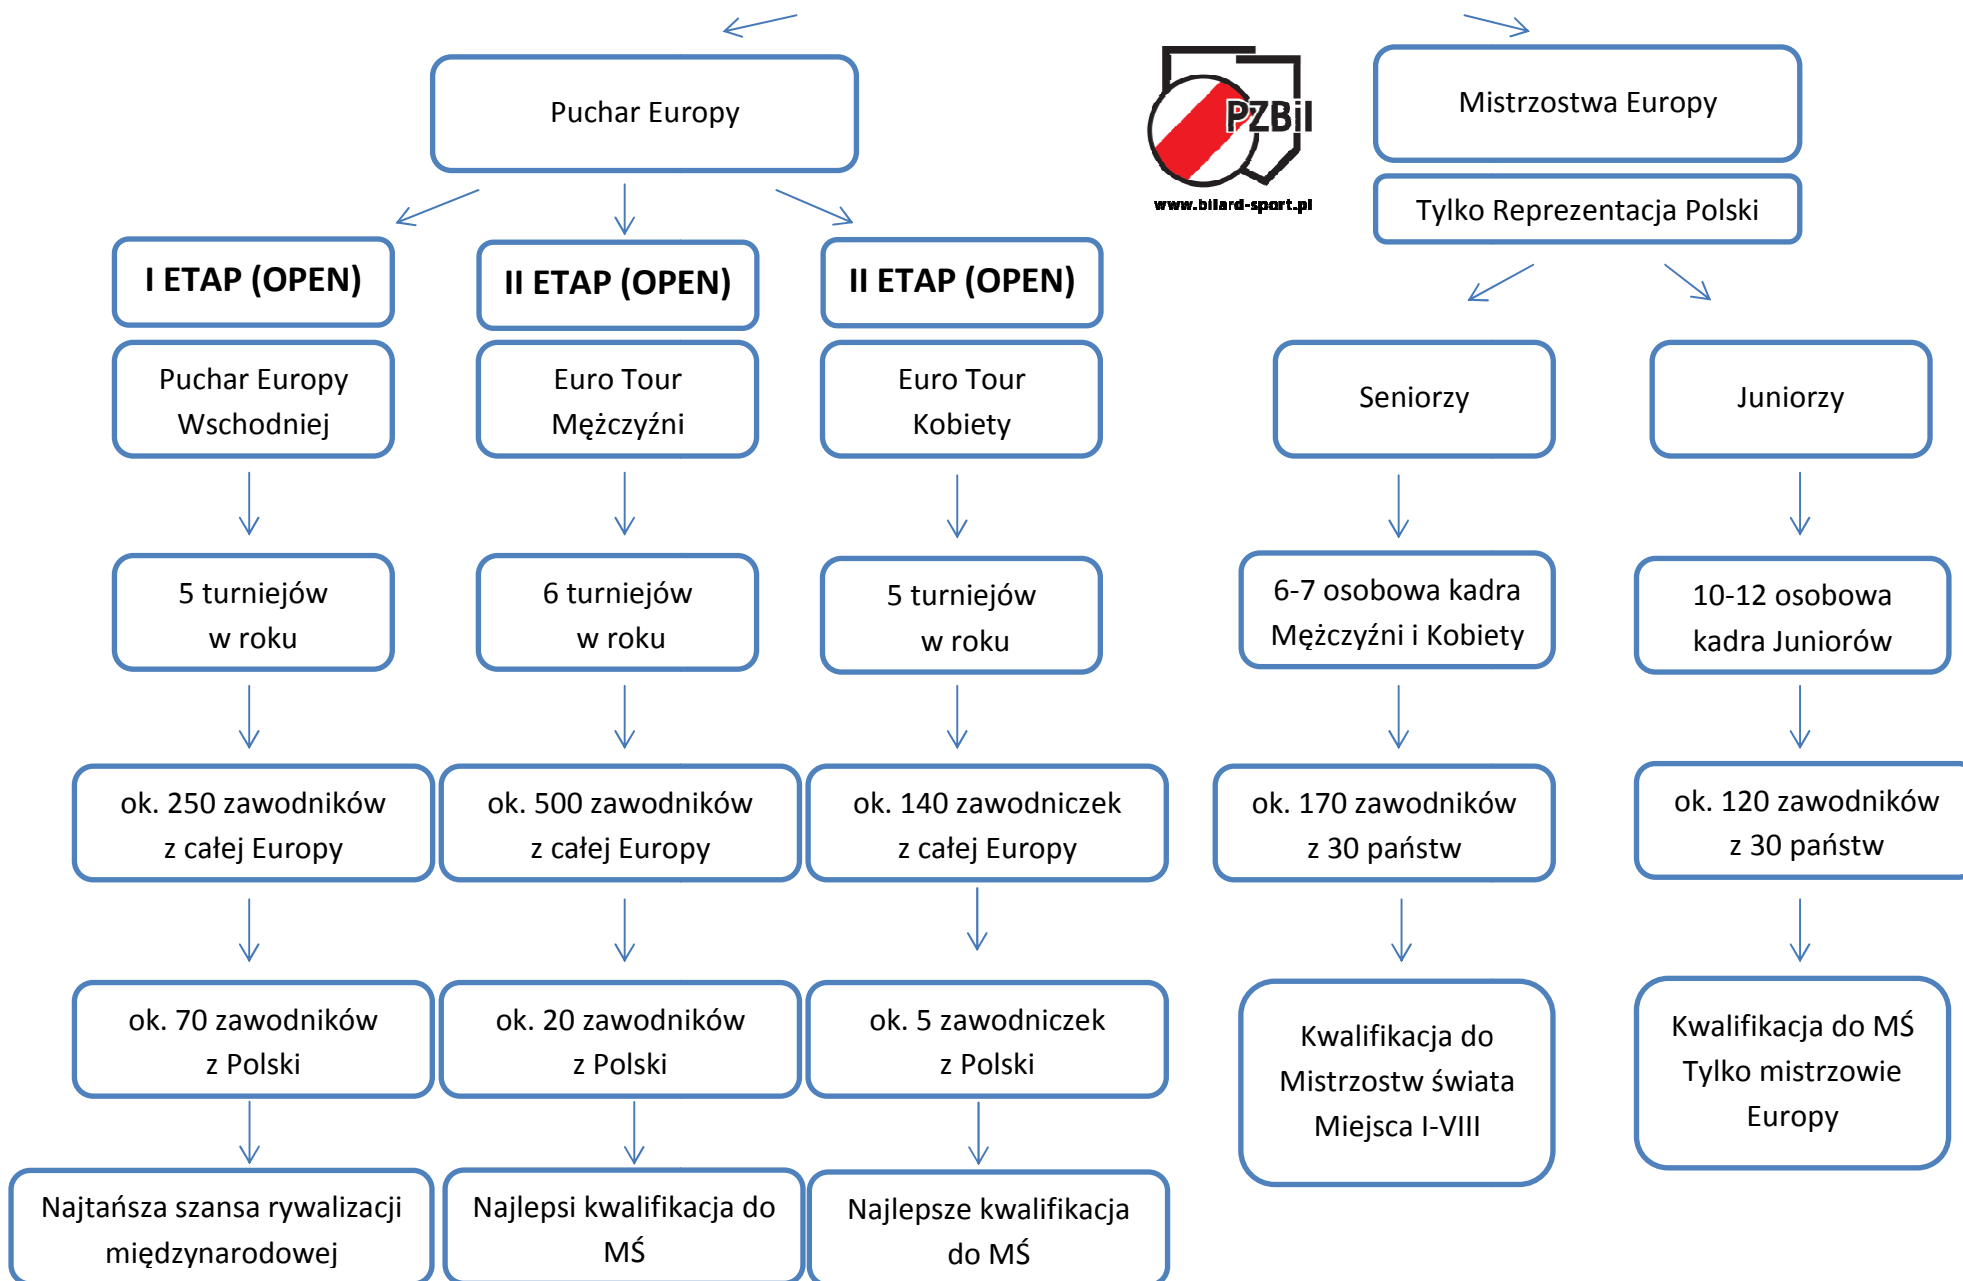 Puchar Europy
PZBil
www.bilard-sport.pl
Mistrzostwa Europy
Tylko Reprezentacja Polski
I ETAP (OPEN)
II ETAP (OPEN)
II ETAP (OPEN)
Puchar Europy
Wschodniej
Euro Tour
Mężczyźni
Euro Tour
Kobiety
Seniorzy
Juniorzy
5 turniejów
w roku
6 turniejów
w roku
5 turniejów
w roku
6-7 osobowa kadra
Mężczyźni i Kobiety
10-12 osobowa
kadra Juniorów
ok. 250 zawodników
z całej Europy
ok. 500 zawodników
z całej Europy
ok. 140 zawodniczek
z całej Europy
ok. 170 zawodników
z 30 państw
ok. 120 zawodników
z 30 państw
ok. 70 zawodników
z Polski
ok. 20 zawodników
z Polski
ok. 5 zawodniczek
z Polski
Kwalifikacja do
Mistrzostw świata
Miejsca I-VIII
Kwalifikacja do MŚ
Tylko mistrzowie
Europy
Najtańsza szansa rywalizacji
międzynarodowej
Najlepsi kwalifikacja do
MŚ
Najlepsze kwalifikacja
do MŚ